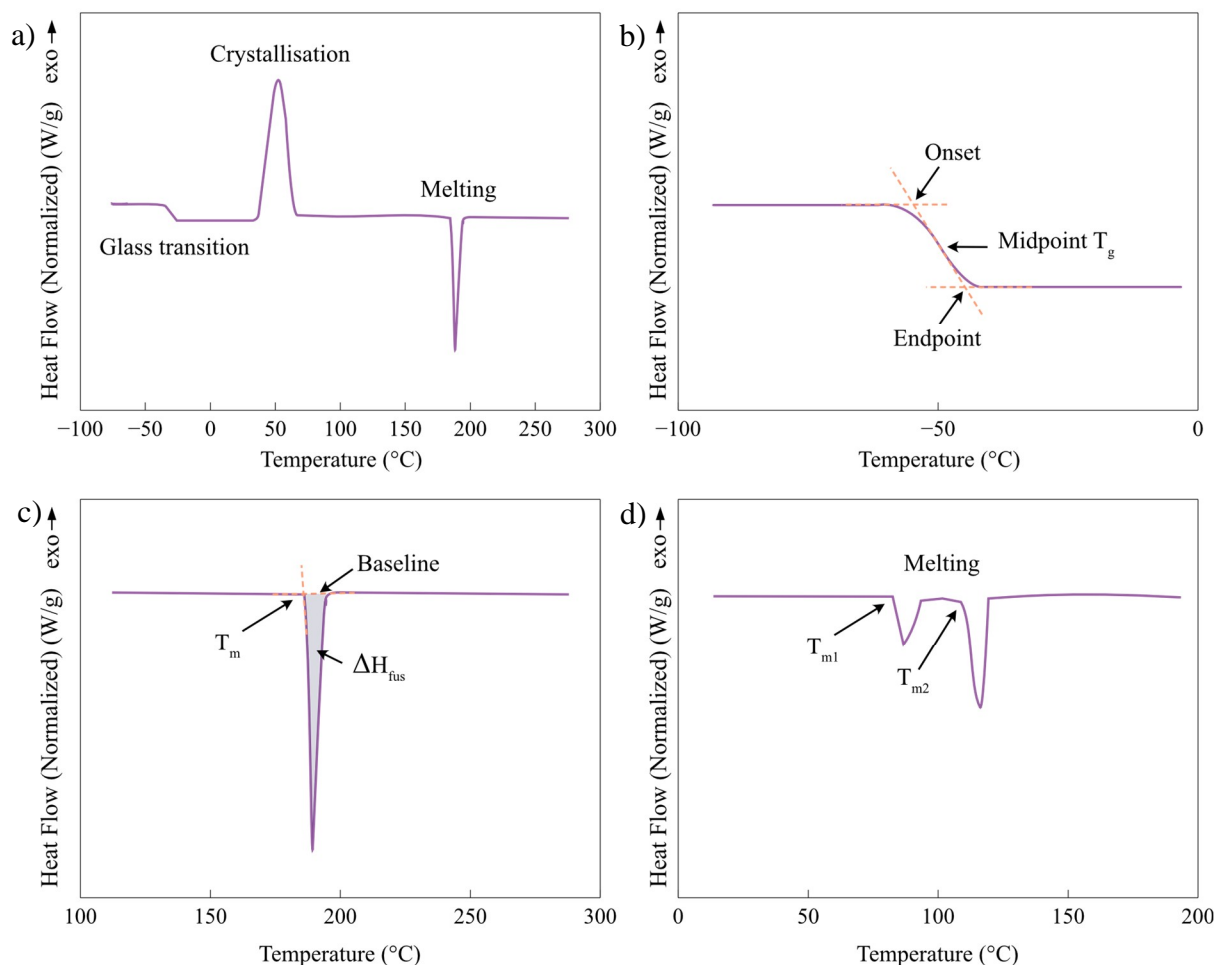 a)
Heat Flow (Normalized) (W/g) exo →
Crystallisation
Melting
Glass transition
−100 −50 0 50 100 150 200 250 300
Temperature (°C)
b)
Heat Flow (Normalized) (W/g) exo →
Onset
Midpoint Tg
Endpoint
−100 −50 0
Temperature (°C)
c)
Heat Flow (Normalized) (W/g) exo →
Baseline
Tm
ΔHfus
100 150 200 250 300
Temperature (°C)
d)
Heat Flow (Normalized) (W/g) exo →
Melting
Tm1
Tm2
0 50 100 150 200
Temperature (°C)